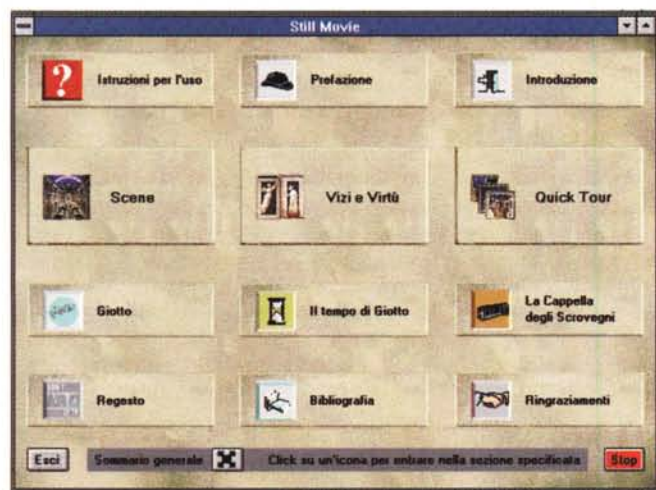 Still Movie
?
Istruzioni per l'uso
Prefazione
Introduzione
Scene
Vizi e Virtù
Quick Tour
Giotto
Il tempo di Giotto
La Cappella
degli Scrovegni
Regesto
Bibliografia
Ringraziamenti
Esci
Sommario generale
Click su un'icona per entrare nella sezione specificata
Stop